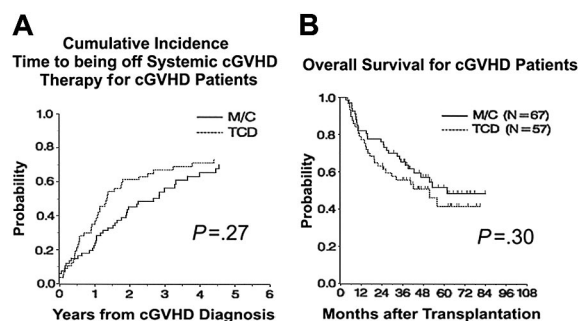 A
Cumulative Incidence
Time to being off Systemic cGVHD
Therapy for cGVHD Patients
1.0
0.8
0.6
0.4
0.2
0.0
Probability
M/C
TCD
P=.27
0 1 2 3 4 5 6
Years from cGVHD Diagnosis
B
Overall Survival for cGVHD Patients
1.0
0.8
0.6
0.4
0.2
0.0
Probability
M/C (N=67)
TCD (N=57)
P=.30
0 12 24 36 48 60 72 84 96 108
Months after Transplantation